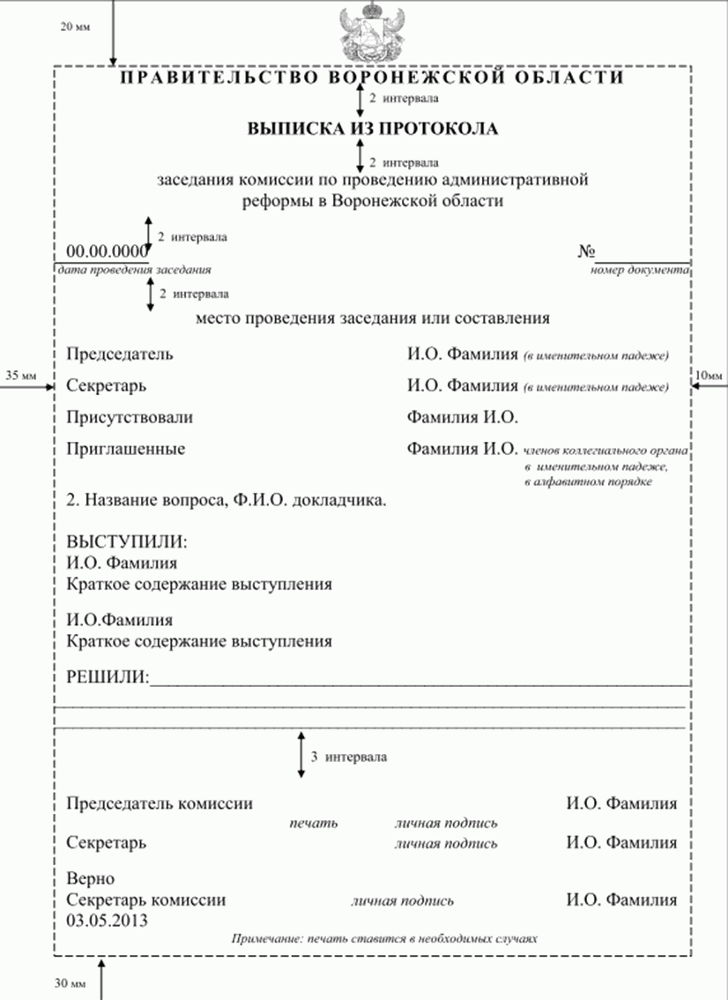 20 мм
ПРАВИТЕЛЬСТВО ВОРОНЕЖСКОЙ ОБЛАСТИ
2 интервала
ВЫПИСКА ИЗ ПРОТОКОЛА
2 интервала
заседания комиссии по проведению административной
реформы в Воронежской области
2 интервала
00.00.0000 №
дата проведения заседания номер документа
2 интервала
место проведения заседания или составления
Председатель И.О. Фамилия (в именительном падеже)
35 мм 10мм
Секретарь И.О. Фамилия (в именительном падеже)
Присутствовали Фамилия И.О.
Приглашенные Фамилия И.О. членов коллегиального органа
в именительном падеже,
в алфавитном порядке
2. Название вопроса, Ф.И.О. докладчика.
ВЫСТУПИЛИ:
И.О. Фамилия
Краткое содержание выступления
И.О.Фамилия
Краткое содержание выступления
РЕШИЛИ:
3 интервала
Председатель комиссии И.О. Фамилия
печать личная подпись
Секретарь личная подпись И.О. Фамилия
Верно
Секретарь комиссии личная подпись И.О. Фамилия
03.05.2013
Примечание: печать ставится в необходимых случаях
30 мм